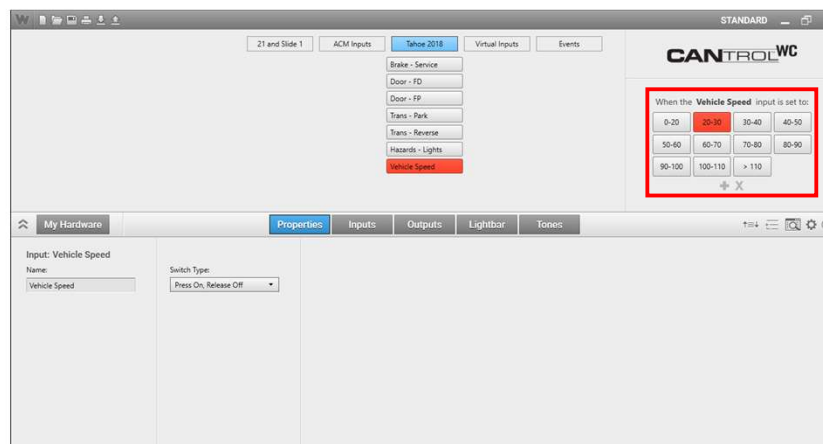 W
STANDARD
21 and Slide 1 ACM Inputs Tahoe 2018 Virtual Inputs Events
CANTROL WC
Brake - Service
Door - FD
Door - FP
Trans - Park
Trans - Reverse
Hazards - Lights
Vehicle Speed
When the Vehicle Speed input is set to:
0-20 20-30 30-40 40-50
50-60 60-70 70-80 80-90
90-100 100-110 > 110
My Hardware Properties Inputs Outputs Lightbar Tones
Input: Vehicle Speed
Name: Switch Type:
Vehicle Speed Press On, Release Off